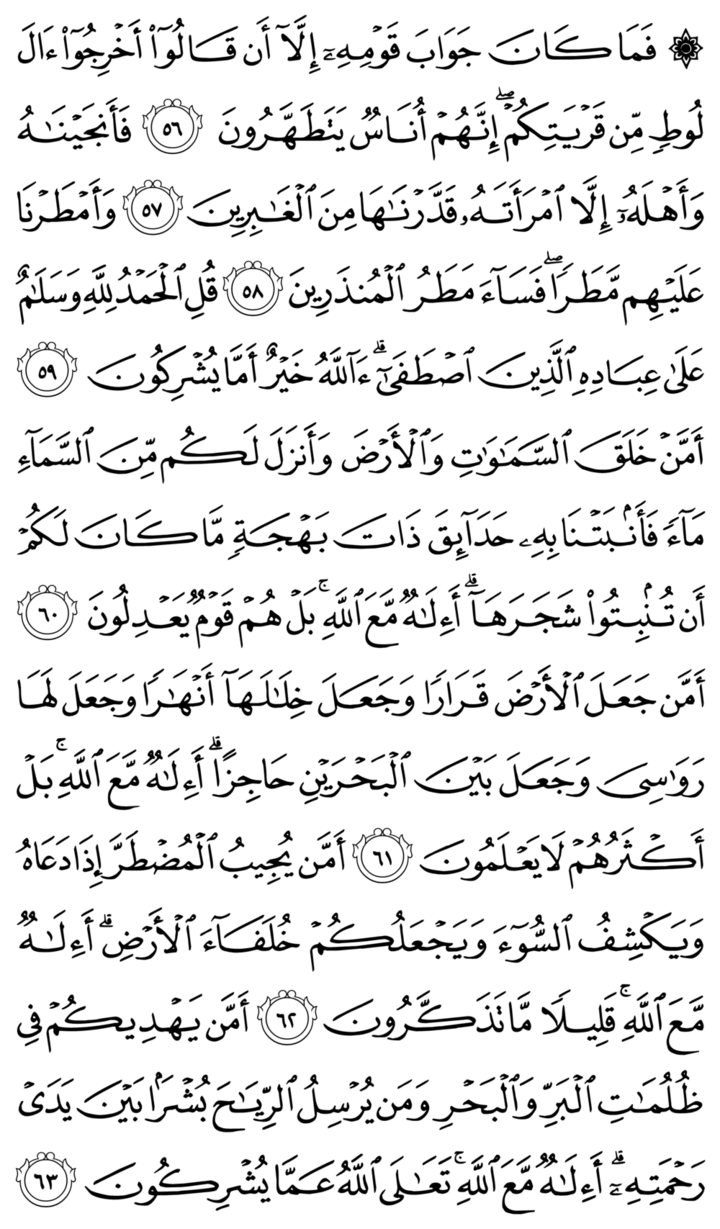 ۞ فَمَا كَانَ جَوَابَ قَوْمِهِۦٓ إِلَّآ أَن قَالُوٓا۟ أَخْرِجُوٓا۟ ءَالَ
لُوطٍ مِّن قَرْيَتِكُمْ ۖ إِنَّهُمْ أُنَاسٌ يَتَطَهَّرُونَ ٥٦ فَأَنجَيْنَـٰهُ
وَأَهْلَهُۥٓ إِلَّا ٱمْرَأَتَهُۥ قَدَّرْنَـٰهَا مِنَ ٱلْغَـٰبِرِينَ ٥٧ وَأَمْطَرْنَا
عَلَيْهِم مَّطَرًا ۖ فَسَآءَ مَطَرُ ٱلْمُنذَرِينَ ٥٨ قُلِ ٱلْحَمْدُ لِلَّهِ وَسَلَـٰمٌ
عَلَىٰ عِبَادِهِ ٱلَّذِينَ ٱصْطَفَىٰٓ ۗ ءَآللَّهُ خَيْرٌ أَمَّا يُشْرِكُونَ ٥٩
أَمَّنْ خَلَقَ ٱلسَّمَـٰوَٰتِ وَٱلْأَرْضَ وَأَنزَلَ لَكُم مِّنَ ٱلسَّمَآءِ
مَآءً فَأَنۢبَتْنَا بِهِۦ حَدَآئِقَ ذَاتَ بَهْجَةٍ مَّا كَانَ لَكُمْ
أَن تُنۢبِتُوا۟ شَجَرَهَآ ۗ أَءِلَـٰهٌ مَّعَ ٱللَّهِ ۚ بَلْ هُمْ قَوْمٌ يَعْدِلُونَ ٦٠
أَمَّن جَعَلَ ٱلْأَرْضَ قَرَارًا وَجَعَلَ خِلَـٰلَهَآ أَنْهَـٰرًا وَجَعَلَ لَهَا
رَوَٰسِىَ وَجَعَلَ بَيْنَ ٱلْبَحْرَيْنِ حَاجِزًا ۗ أَءِلَـٰهٌ مَّعَ ٱللَّهِ ۚ بَلْ
أَكْثَرُهُمْ لَا يَعْلَمُونَ ٦١ أَمَّن يُجِيبُ ٱلْمُضْطَرَّ إِذَا دَعَاهُ
وَيَكْشِفُ ٱلسُّوٓءَ وَيَجْعَلُكُمْ خُلَفَآءَ ٱلْأَرْضِ ۗ أَءِلَـٰهٌ
مَّعَ ٱللَّهِ ۚ قَلِيلًا مَّا تَذَكَّرُونَ ٦٢ أَمَّن يَهْدِيكُمْ فِى
ظُلُمَـٰتِ ٱلْبَرِّ وَٱلْبَحْرِ وَمَن يُرْسِلُ ٱلرِّيَـٰحَ بُشْرًۢا بَيْنَ يَدَىْ
رَحْمَتِهِۦٓ ۗ أَءِلَـٰهٌ مَّعَ ٱللَّهِ ۚ تَعَـٰلَى ٱللَّهُ عَمَّا يُشْرِكُونَ ٦٣